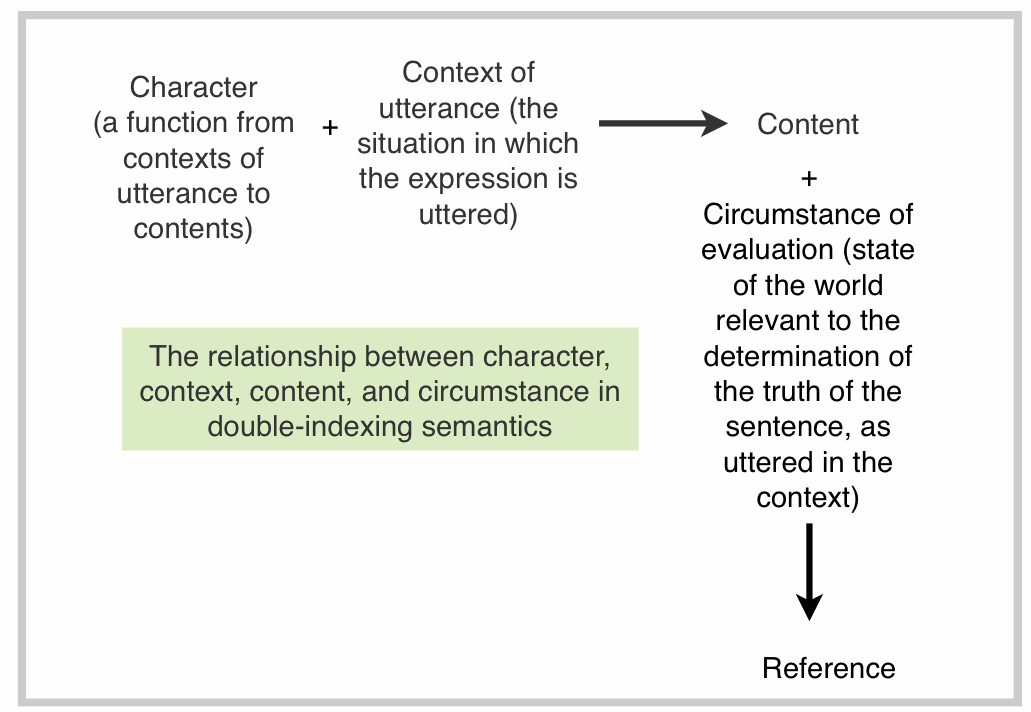 Character
(a function from
contexts of
utterance to
contents)
+
Context of
utterance (the
situation in which
the expression is
uttered)
Content
+
Circumstance of
evaluation (state
of the world
relevant to the
determination of
the truth of the
sentence, as
uttered in the
context)
The relationship between character,
context, content, and circumstance in
double-indexing semantics
Reference